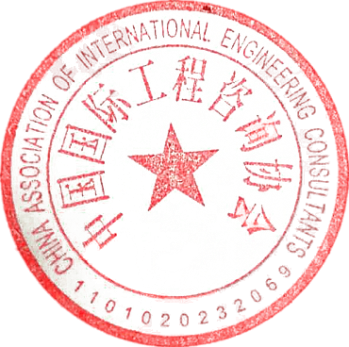 CHINA ASSOCIATION OF INTERNATIONAL ENGINEERING CONSULTANTS
中国国际工程咨询协会
1101020232069